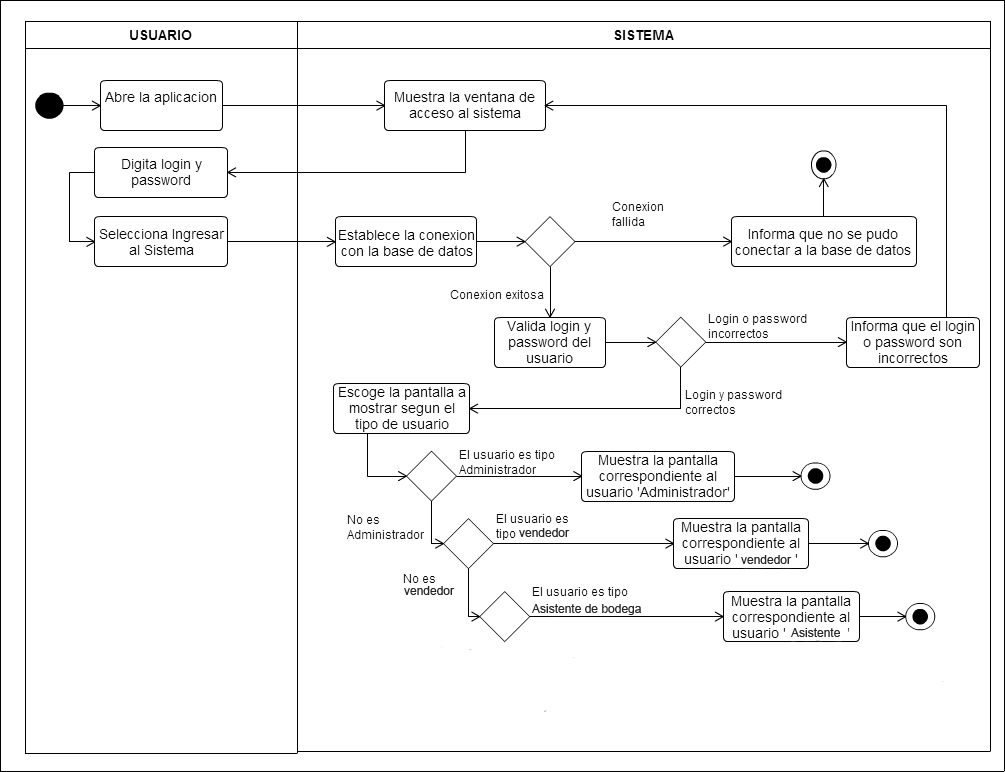 USUARIO
SISTEMA
Abre la aplicacion
Muestra la ventana de
acceso al sistema
Digita login y
password
Selecciona Ingresar
al Sistema
Establece la conexion
con la base de datos
Conexion
fallida
Informa que no se pudo
conectar a la base de datos
Conexion exitosa
Valida login y
password del
usuario
Login o password
incorrectos
Informa que el login
o password son
incorrectos
Login y password
correctos
Escoge la pantalla a
mostrar segun el
tipo de usuario
El usuario es tipo
Administrador
Muestra la pantalla
correspondiente al
usuario 'Administrador'
No es
Administrador
El usuario es
tipo vendedor
Muestra la pantalla
correspondiente al
usuario ' vendedor '
No es
vendedor
El usuario es tipo
Asistente de bodega
Muestra la pantalla
correspondiente al
usuario ' Asistente '